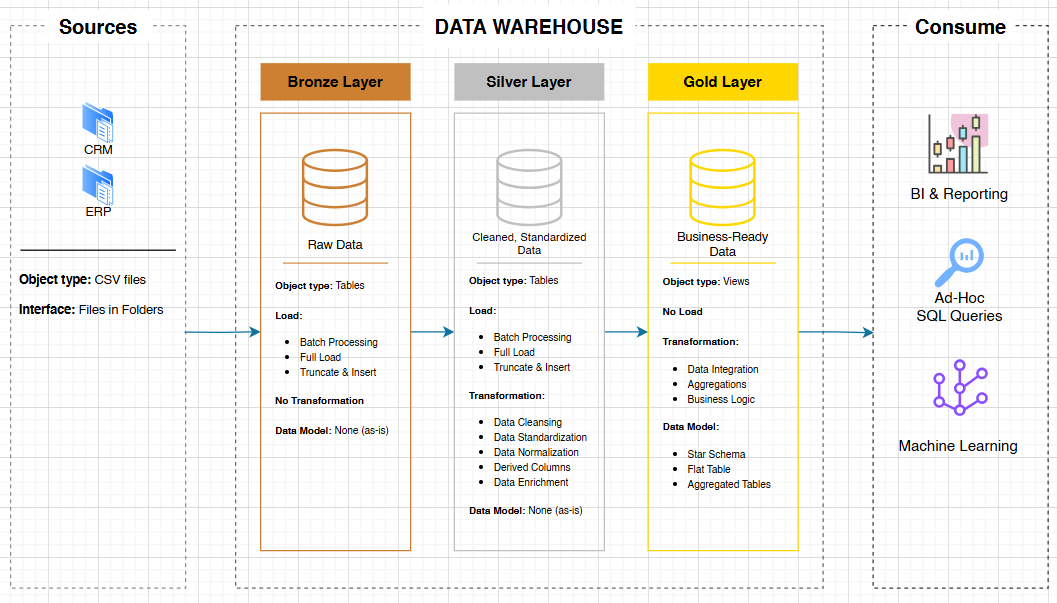 Sources
CRM
ERP
Object type: CSV files
Interface: Files in Folders
DATA WAREHOUSE
Bronze Layer
Raw Data
Object type: Tables
Load:
Batch Processing
Full Load
Truncate & Insert
No Transformation
Data Model: None (as-is)
Silver Layer
Cleaned, Standardized
Data
Object type: Tables
Load:
Batch Processing
Full Load
Truncate & Insert
Transformation:
Data Cleansing
Data Standardization
Data Normalization
Derived Columns
Data Enrichment
Data Model: None (as-is)
Gold Layer
Business-Ready
Data
Object type: Views
No Load
Transformation:
Data Integration
Aggregations
Business Logic
Data Model:
Star Schema
Flat Table
Aggregated Tables
Consume
BI & Reporting
Ad-Hoc
SQL Queries
Machine Learning